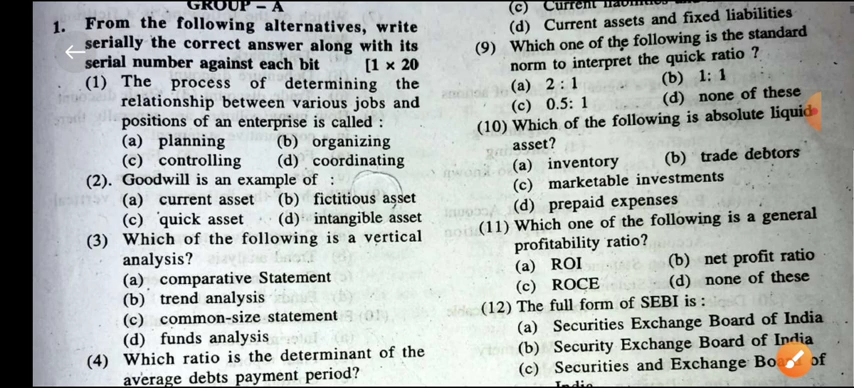 GROUP – A
1. From the following alternatives, write
serially the correct answer along with its
serial number against each bit [1 × 20
(1) The process of determining the
relationship between various jobs and
positions of an enterprise is called :
(a) planning (b) organizing
(c) controlling (d) coordinating
(2). Goodwill is an example of :
(a) current asset (b) fictitious asset
(c) quick asset (d) intangible asset
(3) Which of the following is a vertical
analysis?
(a) comparative Statement
(b) trend analysis
(c) common-size statement
(d) funds analysis
(4) Which ratio is the determinant of the
average debts payment period?
(c) Current
(d) Current assets and fixed liabilities
(9) Which one of the following is the standard
norm to interpret the quick ratio ?
(a) 2 : 1 (b) 1: 1
(c) 0.5: 1 (d) none of these
(10) Which of the following is absolute liquid
asset?
(a) inventory (b) trade debtors
(c) marketable investments
(d) prepaid expenses
(11) Which one of the following is a general
profitability ratio?
(a) ROI (b) net profit ratio
(c) ROCE (d) none of these
(12) The full form of SEBI is :
(a) Securities Exchange Board of India
(b) Security Exchange Board of India
(c) Securities and Exchange of